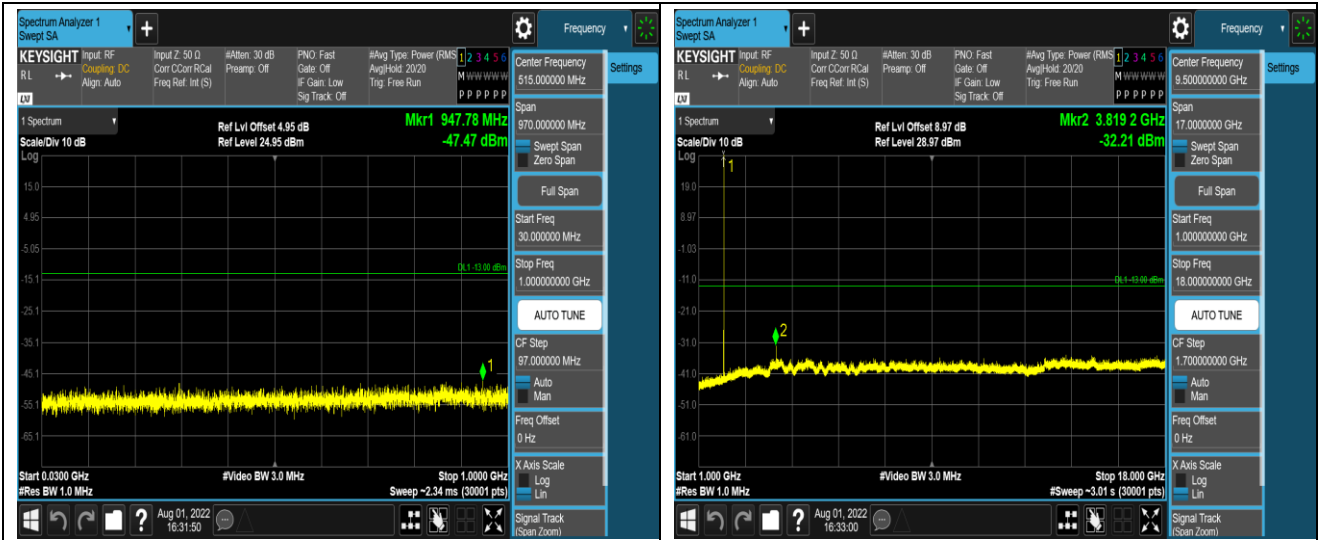 Spectrum Analyzer 1
Swept SA
+
Frequency
KEYSIGHT
RL
LXI
Input: RF
Coupling: DC
Align: Auto
Input Z: 50 Ω
Corr CCorr RCal
Freq Ref: Int (S)
#Atten: 30 dB
Preamp: Off
PNO: Fast
Gate: Off
IF Gain: Low
Sig Track: Off
#Avg Type: Power (RMS
Avg|Hold: 20/20
Trig: Free Run
1 2 3 4 5 6
M W W W W W
P P P P P P
Center Frequency
515.000000 MHz
Settings
Span
970.000000 MHz
Swept Span
Zero Span
Full Span
Start Freq
30.000000 MHz
Stop Freq
1.000000000 GHz
AUTO TUNE
CF Step
97.000000 MHz
Auto
Man
Freq Offset
0 Hz
X Axis Scale
Log
Lin
Signal Track
(Span Zoom)
1 Spectrum
Scale/Div 10 dB
Log
Ref Lvl Offset 4.95 dB
Ref Level 24.95 dBm
Mkr1 947.78 MHz
-47.47 dBm
15.0
4.95
-5.05
DL1 -13.00 dBm
-15.1
-25.1
-35.1
1
-45.1
-55.1
-65.1
Start 0.0300 GHz
#Res BW 1.0 MHz
#Video BW 3.0 MHz
Stop 1.0000 GHz
Sweep ~2.34 ms (30001 pts)
?
Aug 01, 2022
16:31:50
Spectrum Analyzer 1
Swept SA
+
Frequency
KEYSIGHT
RL
LXI
Input: RF
Coupling: DC
Align: Auto
Input Z: 50 Ω
Corr CCorr RCal
Freq Ref: Int (S)
#Atten: 30 dB
Preamp: Off
PNO: Fast
Gate: Off
IF Gain: Low
Sig Track: Off
#Avg Type: Power (RMS
Avg|Hold: 20/20
Trig: Free Run
1 2 3 4 5 6
M W W W W W
P P P P P P
Center Frequency
9.500000000 GHz
Settings
Span
17.0000000 GHz
Swept Span
Zero Span
Full Span
Start Freq
1.000000000 GHz
Stop Freq
18.000000000 GHz
AUTO TUNE
CF Step
1.700000000 GHz
Auto
Man
Freq Offset
0 Hz
X Axis Scale
Log
Lin
Signal Track
(Span Zoom)
1 Spectrum
Scale/Div 10 dB
Log
Ref Lvl Offset 8.97 dB
Ref Level 28.97 dBm
Mkr2 3.819 2 GHz
-32.21 dBm
1
19.0
8.97
-1.03
-11.0
DL1 -13.00 dBm
-21.0
2
-31.0
-41.0
-51.0
-61.0
Start 1.000 GHz
#Res BW 1.0 MHz
#Video BW 3.0 MHz
Stop 18.000 GHz
#Sweep ~3.01 s (30001 pts)
?
Aug 01, 2022
16:33:00